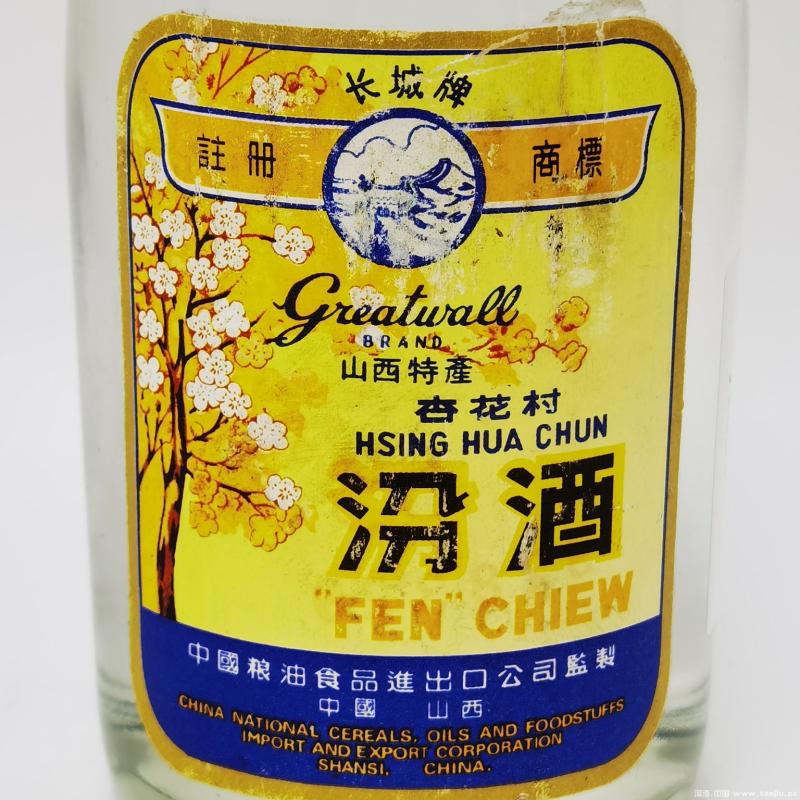 长城牌
註册 商標
Greatwall
BRAND
山西特產
杏花村
HSING HUA CHUN
汾酒
"FEN" CHIEW
中國粮油食品進出口公司監製
中國 山西
CHINA NATIONAL CEREALS, OILS AND FOODSTUFFS
IMPORT AND EXPORT CORPORATION
SHANSI, CHINA.